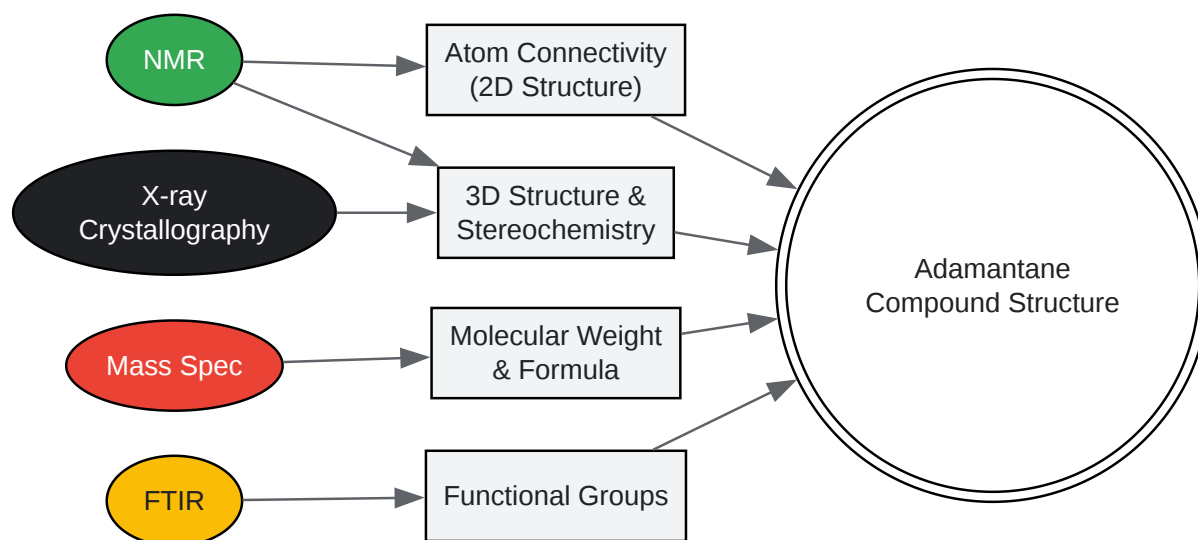 NMR
Atom Connectivity
(2D Structure)
X-ray
Crystallography
3D Structure &
Stereochemistry
Adamantane
Compound Structure
Mass Spec
Molecular Weight
& Formula
FTIR
Functional Groups